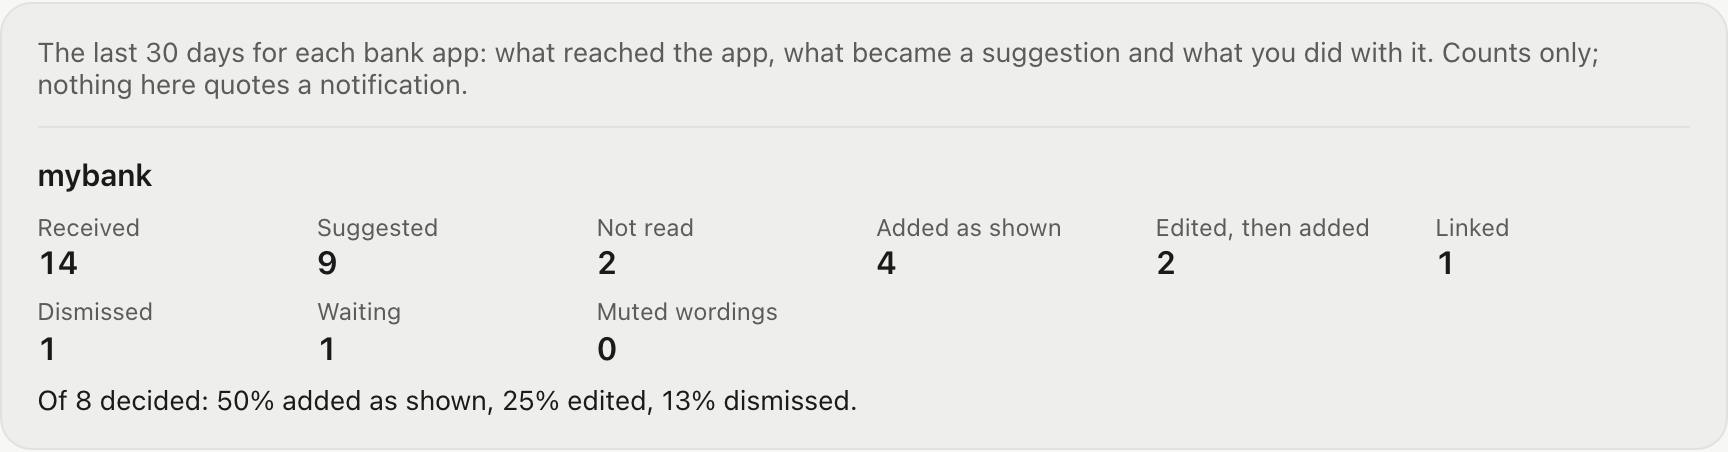 The last 30 days for each bank app: what reached the app, what became a suggestion and what you did with it. Counts only;
nothing here quotes a notification.
mybank
Received Suggested Not read Added as shown Edited, then added Linked
14 9 2 4 2 1
Dismissed Waiting Muted wordings
1 1 0
Of 8 decided: 50% added as shown, 25% edited, 13% dismissed.